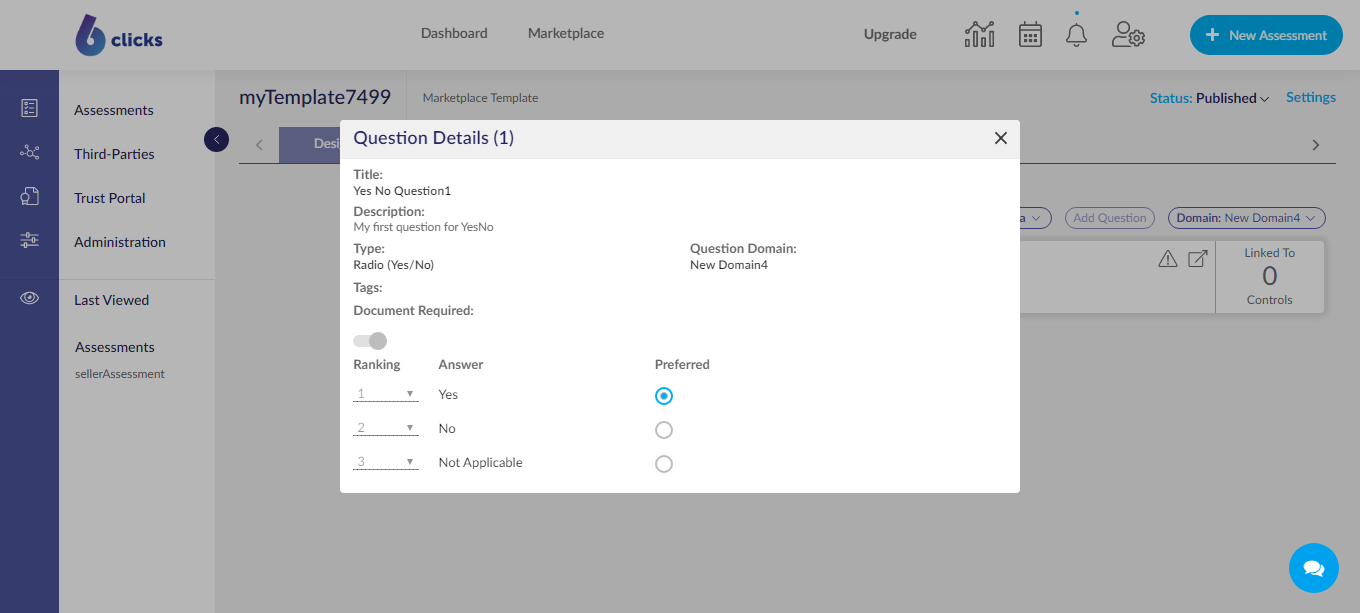 clicks
Dashboard
Marketplace
Upgrade
New Assessment
Assessments
Third-Parties
Trust Portal
Administration
Last Viewed
Assessments
sellerAssessment
myTemplate7499
Marketplace Template
Status: Published
Settings
Question Details (1)
Title:
Yes No Question1
Description:
My first question for YesNo
Type:
Question Domain:
Radio (Yes/No)
New Domain4
Tags:
Document Required:
Ranking Answer Preferred
1 Yes
2 No
3 Not Applicable
Add Question
Domain: New Domain4
Linked To
0
Controls